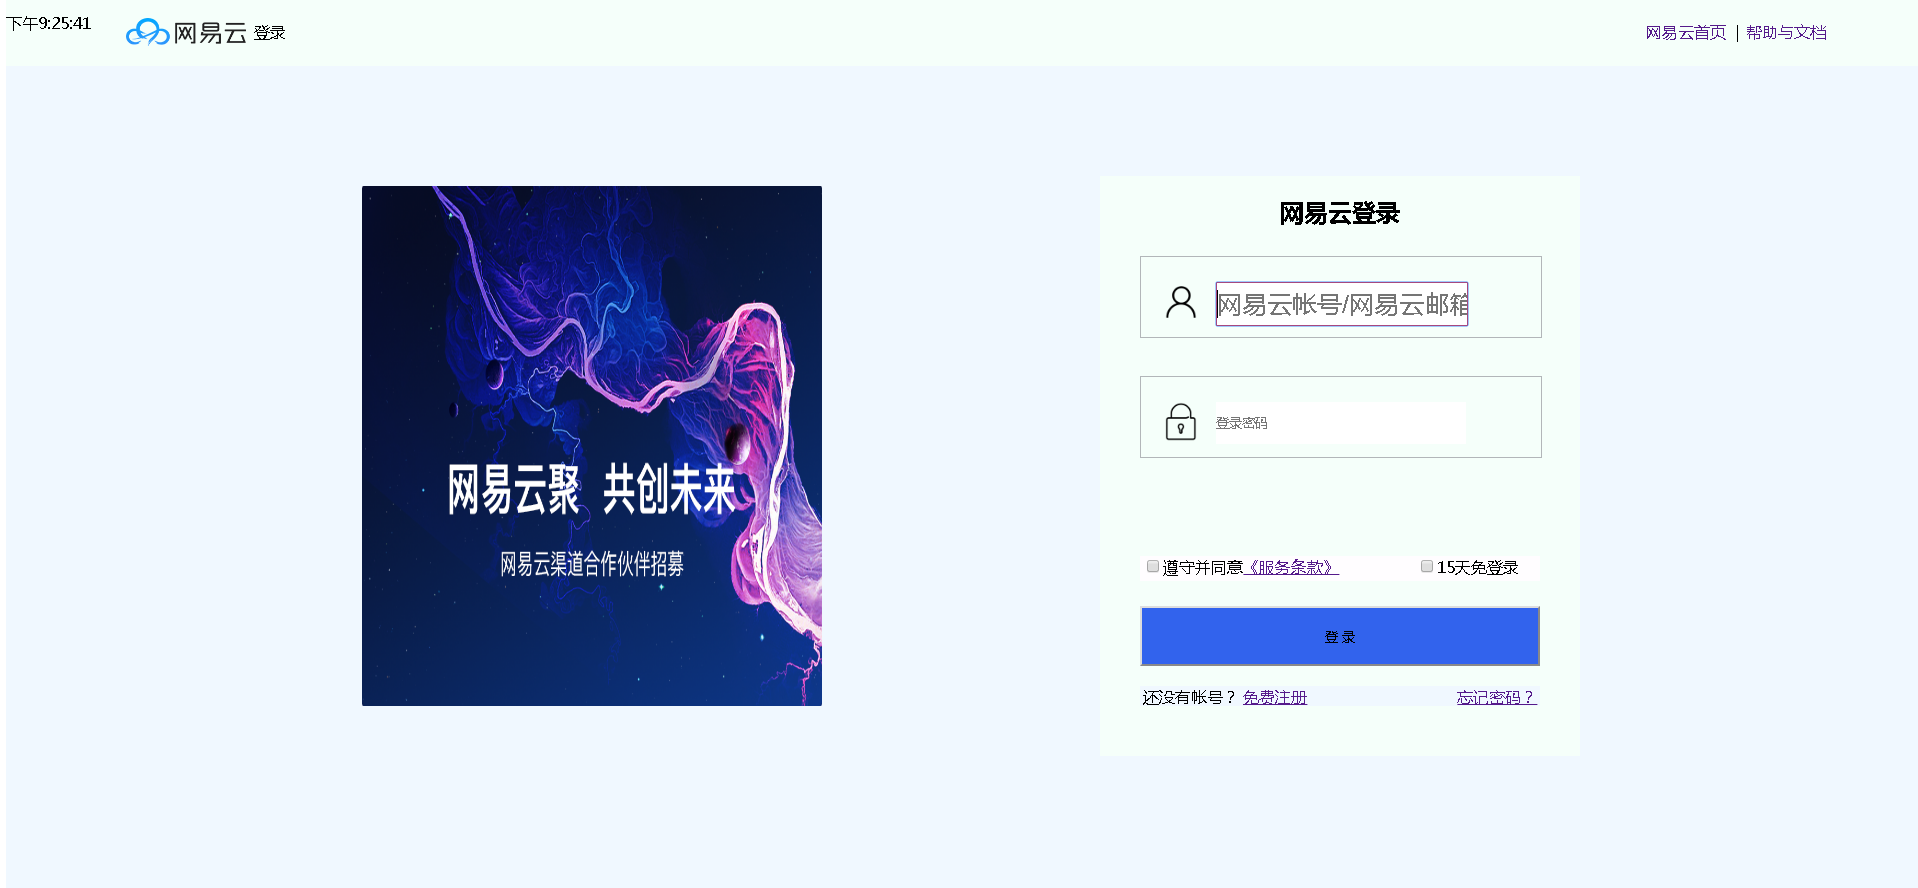 下午9:25:41
网易云 登录
网易云首页 | 帮助与文档
网易云聚 共创未来
网易云渠道合作伙伴招募
网易云登录
网易云帐号/网易云邮箱
登录密码
遵守并同意《服务条款》
15天免登录
登 录
还没有帐号？ 免费注册
忘记密码？